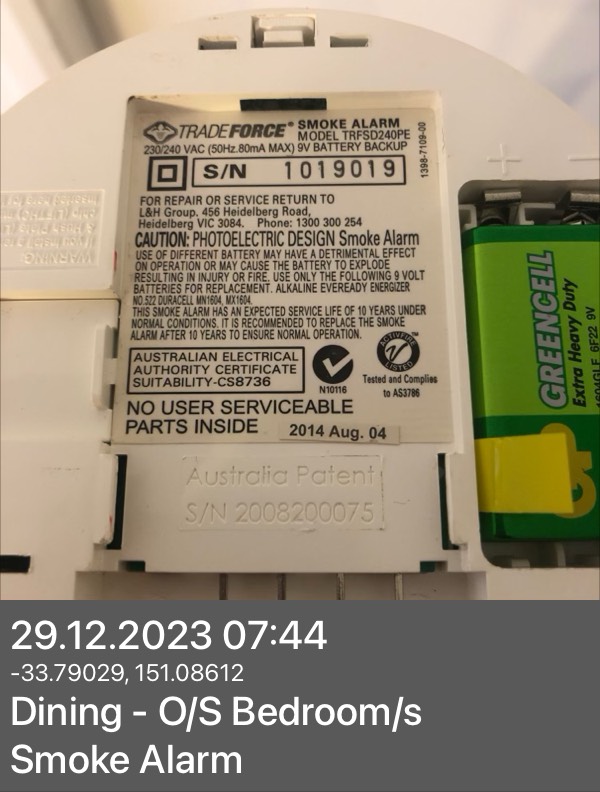 TRADEFORCE® SMOKE ALARM
MODEL TRFSD240PE
230/240 VAC (50Hz.80mA MAX) 9V BATTERY BACKUP
S/N 1019019
1398-7109-00
FOR REPAIR OR SERVICE RETURN TO
L&H Group. 456 Heidelberg Road,
Heidelberg VIC 3084. Phone: 1300 300 254
CAUTION: PHOTOELECTRIC DESIGN Smoke Alarm
USE OF DIFFERENT BATTERY MAY HAVE A DETRIMENTAL EFFECT
ON OPERATION OR MAY CAUSE THE BATTERY TO EXPLODE
RESULTING IN INJURY OR FIRE. USE ONLY THE FOLLOWING 9 VOLT
BATTERIES FOR REPLACEMENT. ALKALINE EVEREADY ENERGIZER
NO.522 DURACELL MN1604, MX1604.
THIS SMOKE ALARM HAS AN EXPECTED SERVICE LIFE OF 10 YEARS UNDER
NORMAL CONDITIONS. IT IS RECOMMENDED TO REPLACE THE SMOKE
ALARM AFTER 10 YEARS TO ENSURE NORMAL OPERATION.
AUSTRALIAN ELECTRICAL
AUTHORITY CERTIFICATE
SUITABILITY-CS8736
N10116
ACTIVFIRE
LISTED
Tested and Complies
to AS3786
NO USER SERVICEABLE
PARTS INSIDE
2014 Aug. 04
Australia Patent
S/N 2008200075
WARNING:
+ −
GREENCELL
Extra Heavy Duty
1604GLF 6F22 9V
GP
29.12.2023 07:44
-33.79029, 151.08612
Dining - O/S Bedroom/s
Smoke Alarm